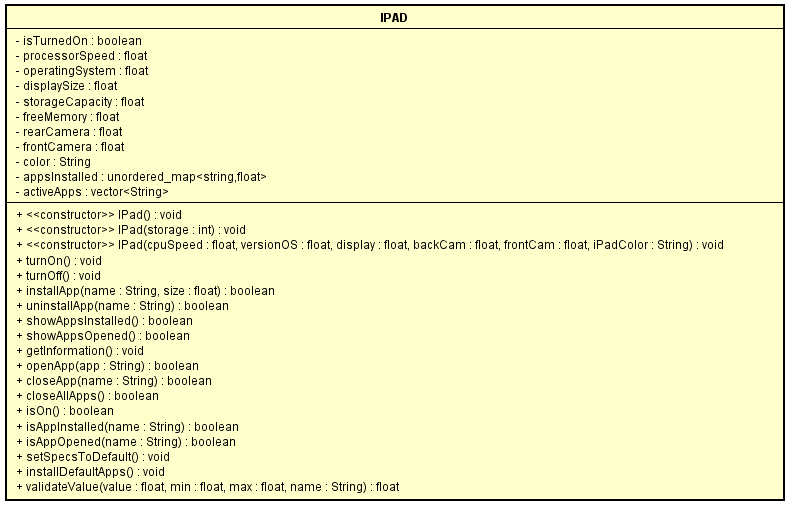 IPAD
- isTurnedOn : boolean
- processorSpeed : float
- operatingSystem : float
- displaySize : float
- storageCapacity : float
- freeMemory : float
- rearCamera : float
- frontCamera : float
- color : String
- appsInstalled : unordered_map<string,float>
- activeApps : vector<String>
+ <<constructor>> IPad() : void
+ <<constructor>> IPad(storage : int) : void
+ <<constructor>> IPad(cpuSpeed : float, versionOS : float, display : float, backCam : float, frontCam : float, iPadColor : String) : void
+ turnOn() : void
+ turnOff() : void
+ installApp(name : String, size : float) : boolean
+ uninstallApp(name : String) : boolean
+ showAppsInstalled() : boolean
+ showAppsOpened() : boolean
+ getInformation() : void
+ openApp(app : String) : boolean
+ closeApp(name : String) : boolean
+ closeAllApps() : boolean
+ isOn() : boolean
+ isAppInstalled(name : String) : boolean
+ isAppOpened(name : String) : boolean
+ setSpecsToDefault() : void
+ installDefaultApps() : void
+ validateValue(value : float, min : float, max : float, name : String) : float